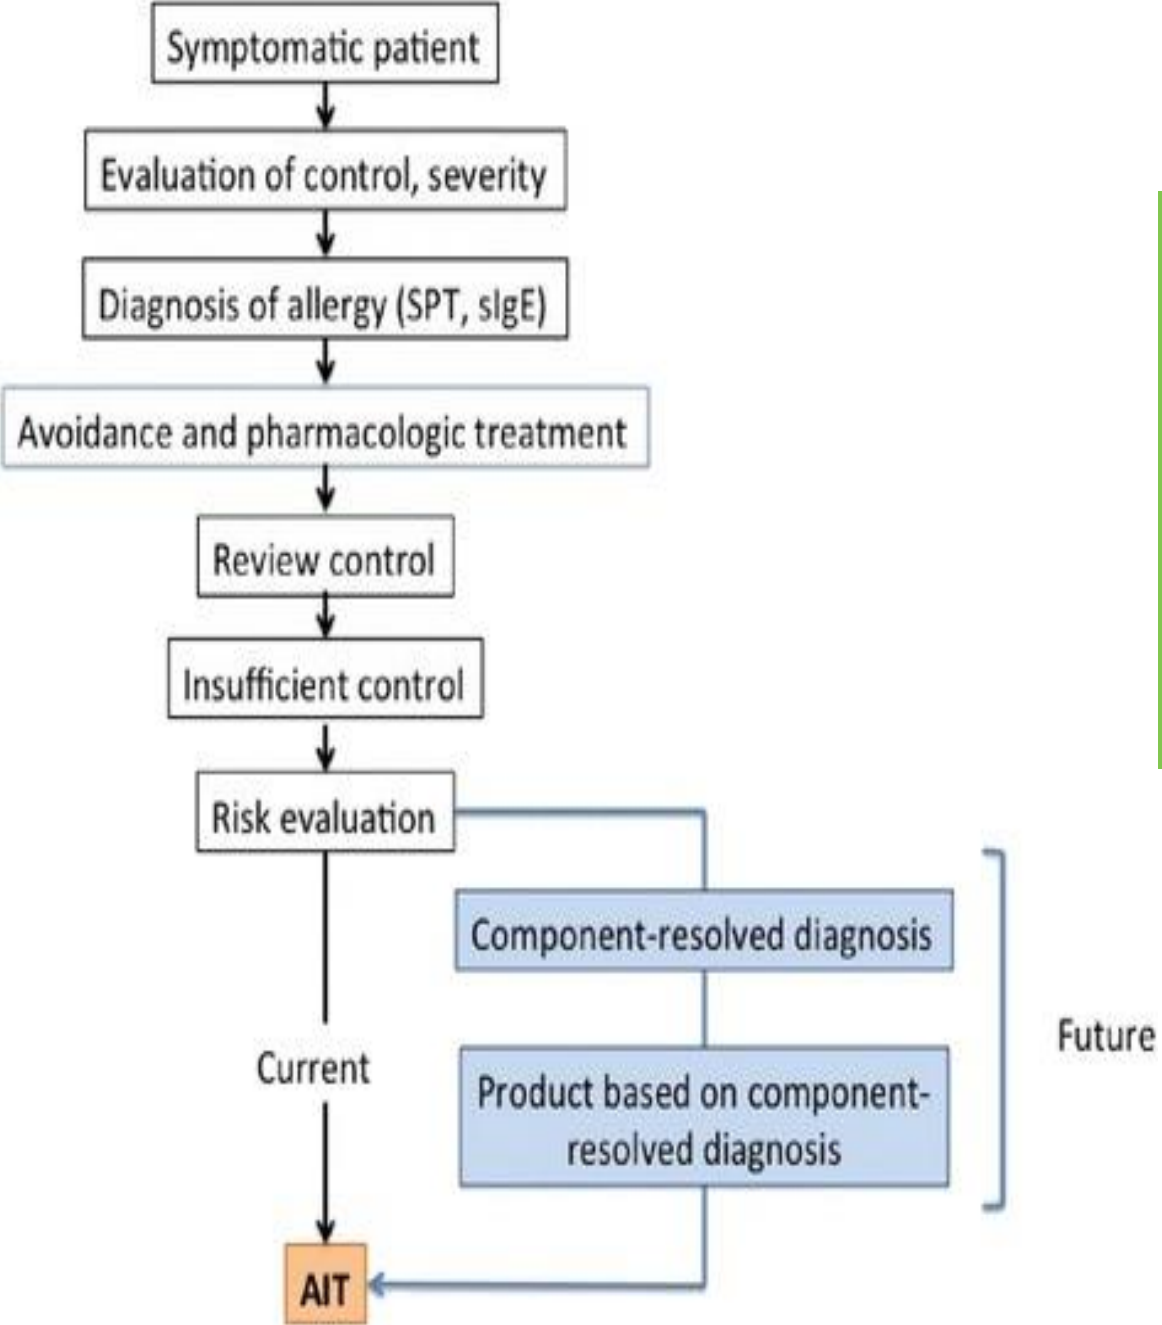 Symptomatic patient
Evaluation of control, severity
Diagnosis of allergy (SPT, sIgE)
Avoidance and pharmacologic treatment
Review control
Insufficient control
Risk evaluation
Component-resolved diagnosis
Future
Current
Product based on component-
resolved diagnosis
AIT